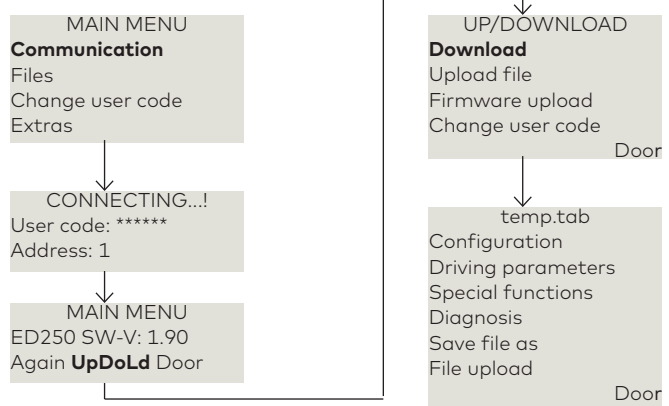 MAIN MENU
Communication
Files
Change user code
Extras
CONNECTING...!
User code: ******
Address: 1
MAIN MENU
ED250 SW-V: 1.90
Again UpDoLd Door
UP/DOWNLOAD
Download
Upload file
Firmware upload
Change user code
Door
temp.tab
Configuration
Driving parameters
Special functions
Diagnosis
Save file as
File upload
Door